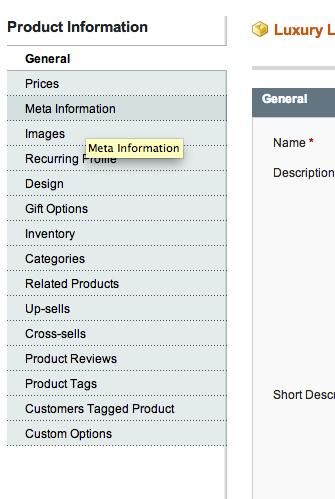 Product Information
General
Prices
Meta Information
Images
Meta Information
Recurring Profile
Design
Gift Options
Inventory
Categories
Related Products
Up-sells
Cross-sells
Product Reviews
Product Tags
Customers Tagged Product
Custom Options
Luxury L
General
Name *
Description
Short Descr